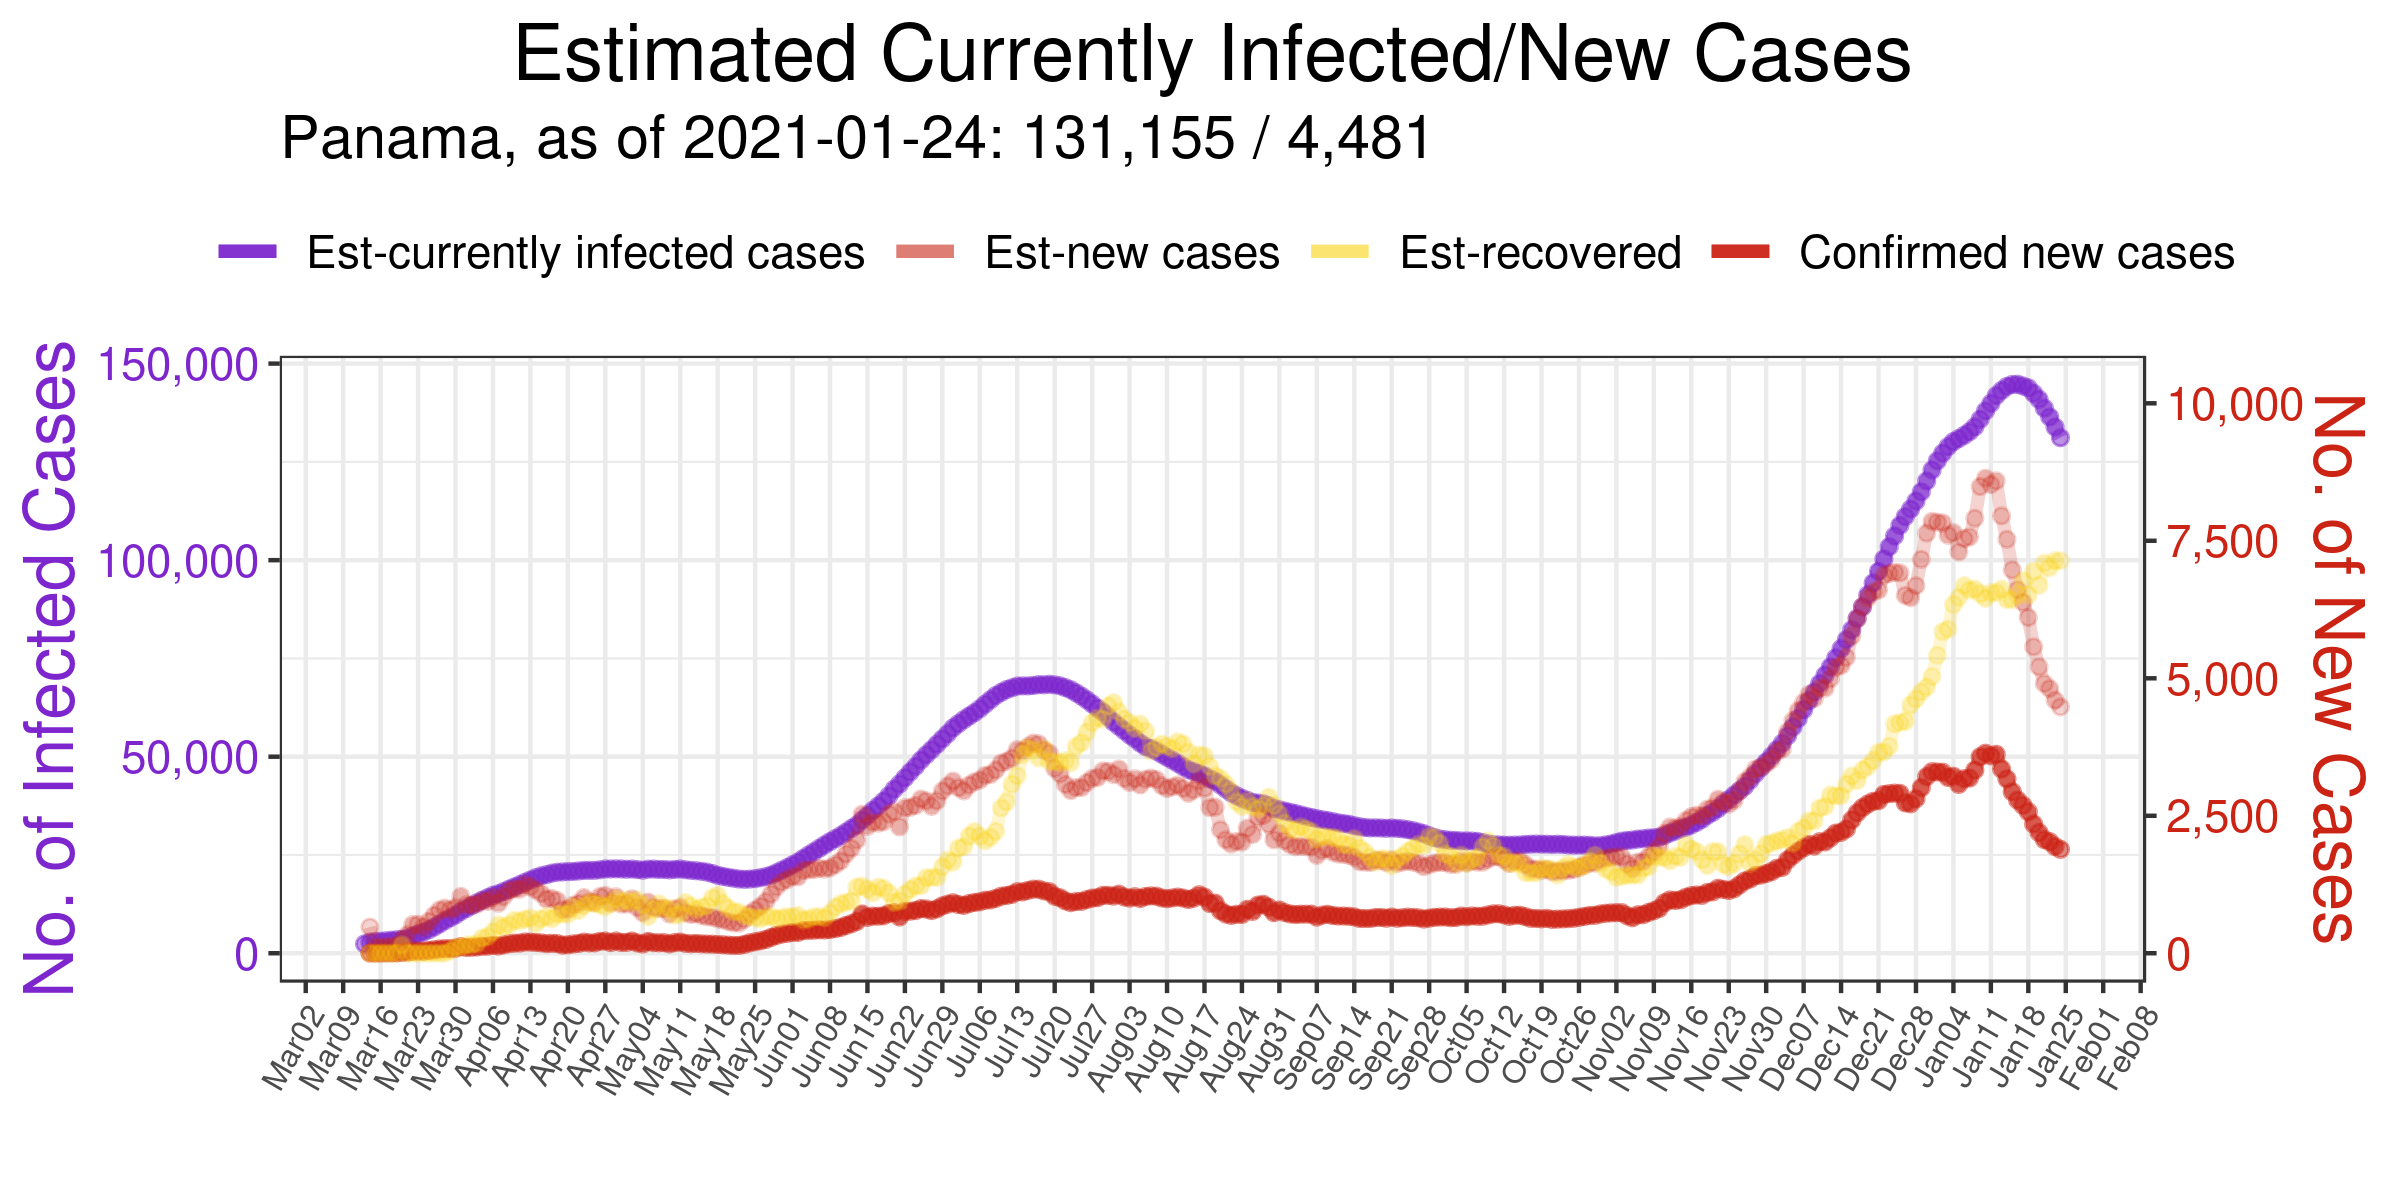 Estimated Currently Infected/New Cases
Panama, as of 2021-01-24: 131,155 / 4,481
Est-currently infected cases
Est-new cases
Est-recovered
Confirmed new cases
No. of Infected Cases
150,000
100,000
50,000
0
10,000
7,500
5,000
2,500
0
No. of New Cases
Mar02
Mar09
Mar16
Mar23
Mar30
Apr06
Apr13
Apr20
Apr27
May04
May11
May18
May25
Jun01
Jun08
Jun15
Jun22
Jun29
Jul06
Jul13
Jul20
Jul27
Aug03
Aug10
Aug17
Aug24
Aug31
Sep07
Sep14
Sep21
Sep28
Oct05
Oct12
Oct19
Oct26
Nov02
Nov09
Nov16
Nov23
Nov30
Dec07
Dec14
Dec21
Dec28
Jan04
Jan11
Jan18
Jan25
Feb01
Feb08